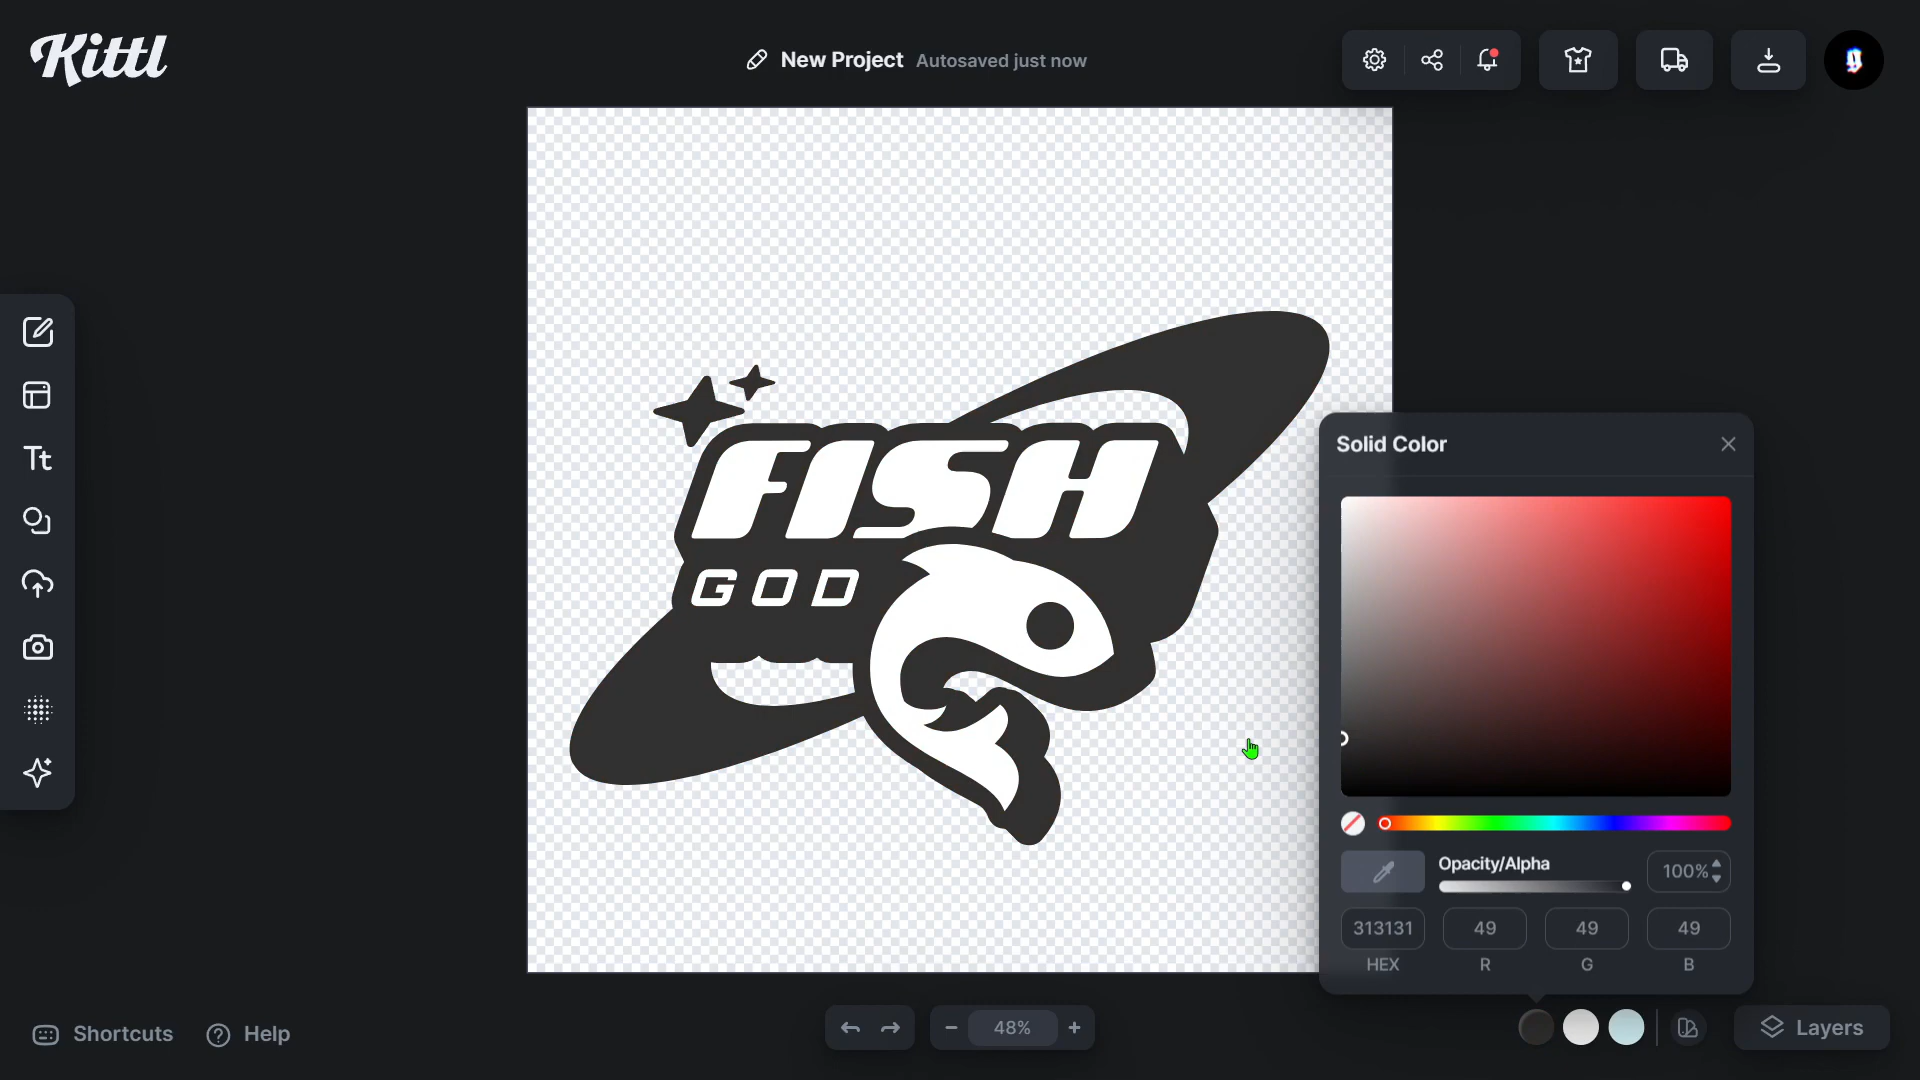 Kittl
New Project Autosaved just now
FISH
GOD
Tt
Solid Color
Opacity/Alpha
100%
313131 49 49 49
HEX R G B
Shortcuts Help
48%
Layers